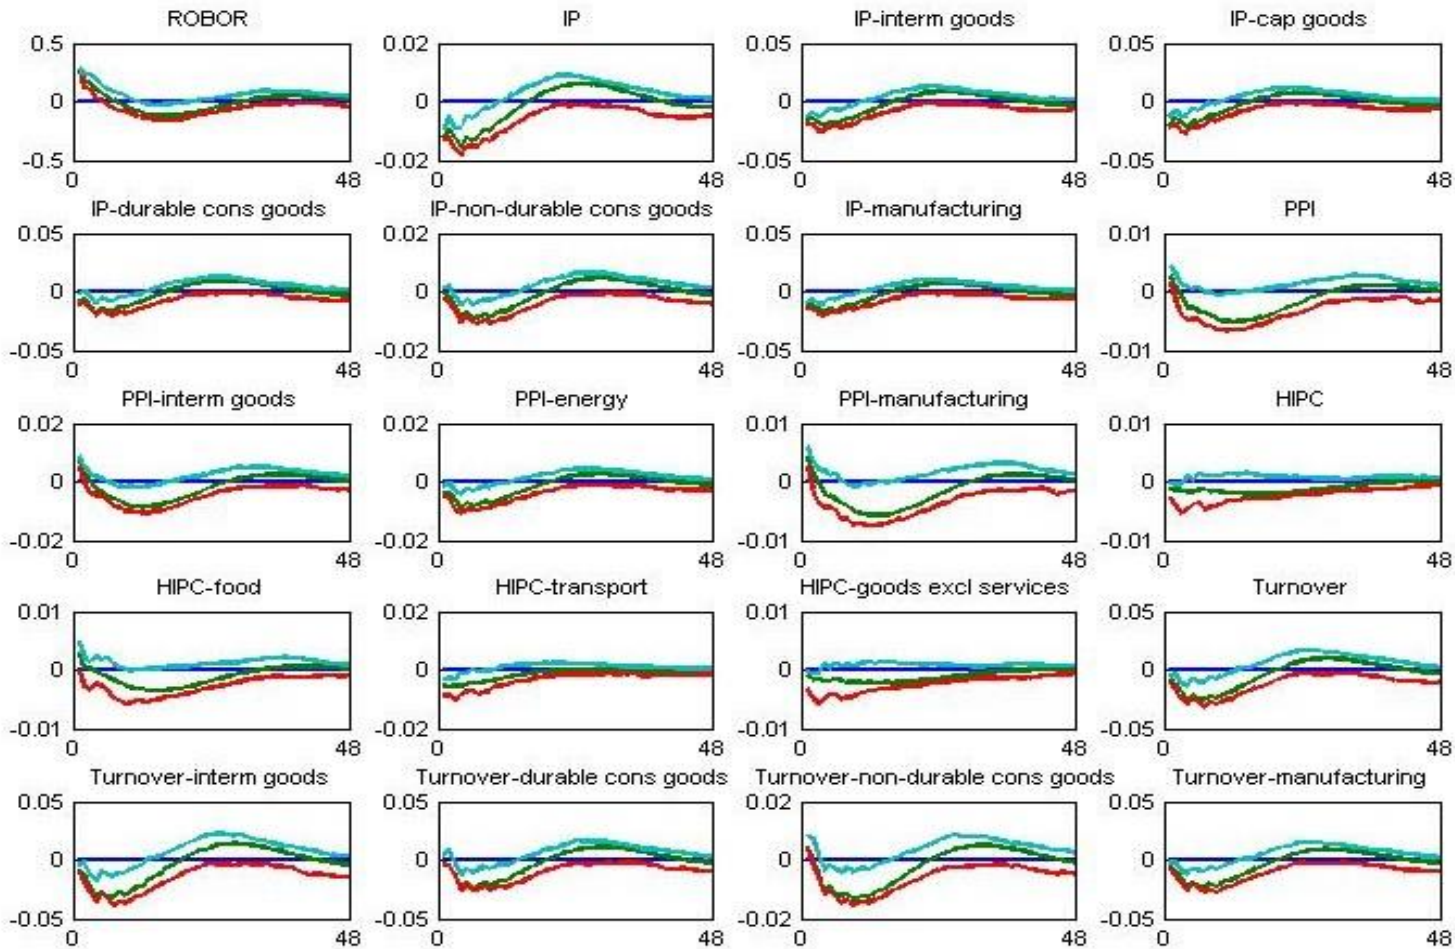 ROBOR IP IP-interm goods IP-cap goods
0.5 0.02 0.05 0.05
0 0 0 0
-0.5 -0.02 -0.05 -0.05
0 48 0 48 0 48 0 48
IP-durable cons goods IP-non-durable cons goods IP-manufacturing PPI
0.05 0.02 0.05 0.01
0 0 0 0
-0.05 -0.02 -0.05 -0.01
0 48 0 48 0 48 0 48
PPI-interm goods PPI-energy PPI-manufacturing HIPC
0.02 0.02 0.01 0.01
0 0 0 0
-0.02 -0.02 -0.01 -0.01
0 48 0 48 0 48 0 48
HIPC-food HIPC-transport HIPC-goods excl services Turnover
0.01 0.02 0.01 0.05
0 0 0 0
-0.01 -0.02 -0.01 -0.05
0 48 0 48 0 48 0 48
Turnover-interm goods Turnover-durable cons goods Turnover-non-durable cons goods Turnover-manufacturing
0.05 0.05 0.02 0.05
0 0 0 0
-0.05 -0.05 -0.02 -0.05
0 48 0 48 0 48 0 48